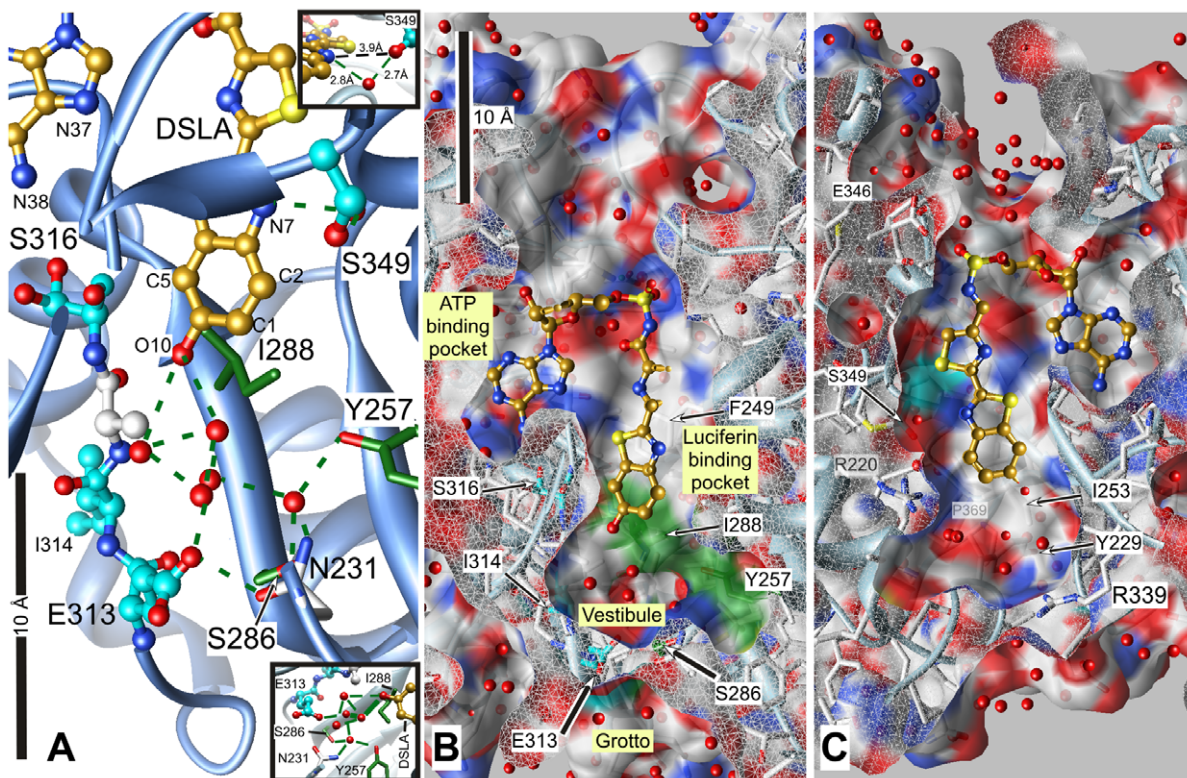 N37
N38
DSLA
S349
3.9Å
2.8Å
2.7Å
N7
S316
S349
C5
C2
C1
O10
I288
Y257
I314
N231
E313
S286
10 Å
A
E313
I288
S286
N231
Y257
DSLA
10 Å
ATP
binding
pocket
F249
Luciferin
binding
pocket
S316
I288
I314
Y257
Vestibule
S286
E313
Grotto
B
E346
S349
R220
P369
I253
Y229
R339
C